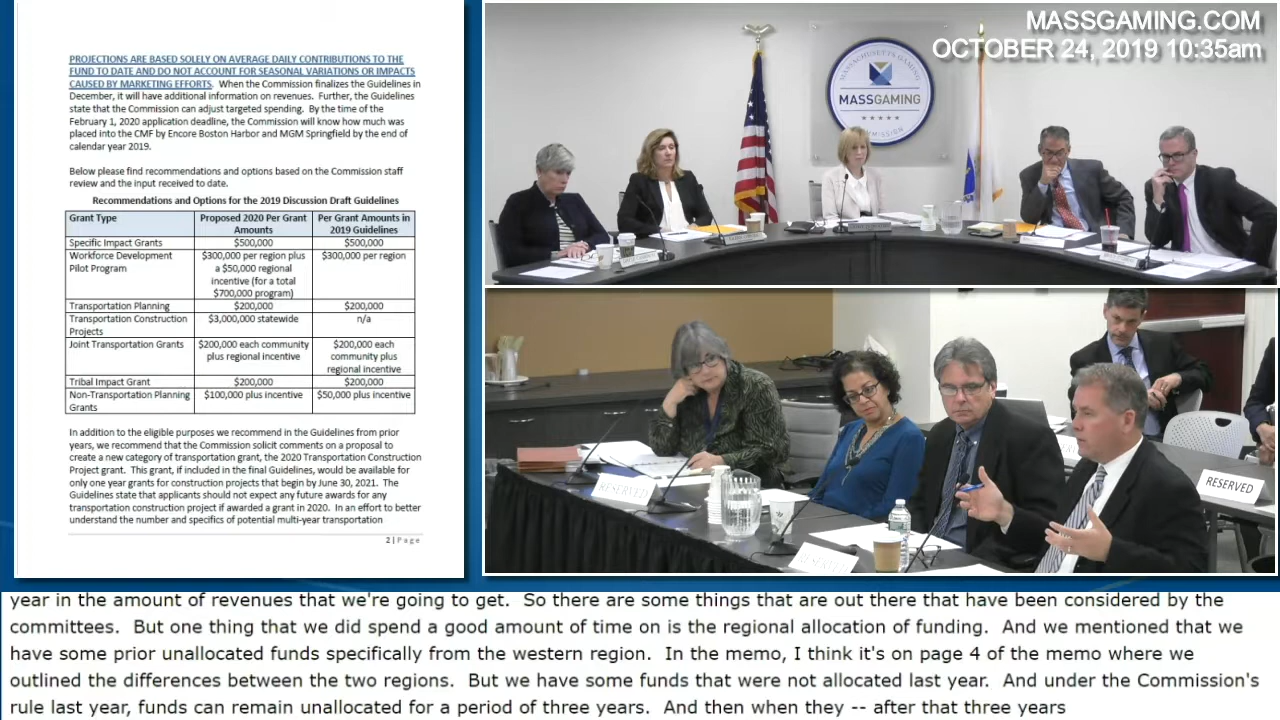 PROJECTIONS ARE BASED SOLELY ON AVERAGE DAILY CONTRIBUTIONS TO THE
FUND TO DATE AND DO NOT ACCOUNT FOR SEASONAL VARIATIONS OR IMPACTS
CAUSED BY MARKETING EFFORTS. When the Commission finalizes the Guidelines in
December, it will have additional information on revenues. Further, the Guidelines
state that the Commission can adjust targeted spending. By the time of the
February 1, 2020 application deadline, the Commission will know how much was
placed into the CMF by Encore Boston Harbor and MGM Springfield by the end of
calendar year 2019.
Below please find recommendations and options based on the Commission staff
review and the input received to date.
Recommendations and Options for the 2019 Discussion Draft Guidelines
Grant Type Proposed 2020 Per Grant Amounts Per Grant Amounts in 2019 Guidelines
Specific Impact Grants $500,000 $500,000
Workforce Development Pilot Program $300,000 per region plus a $50,000 regional incentive (for a total $700,000 program) $300,000 per region
Transportation Planning $200,000 $200,000
Transportation Construction Projects $3,000,000 statewide n/a
Joint Transportation Grants $200,000 each community plus regional incentive $200,000 each community plus regional incentive
Tribal Impact Grant $200,000 $200,000
Non-Transportation Planning Grants $100,000 plus incentive $50,000 plus incentive
In addition to the eligible purposes we recommend in the Guidelines from prior
years, we recommend that the Commission solicit comments on a proposal to
create a new category of transportation grant, the 2020 Transportation Construction
Project grant. This grant, if included in the final Guidelines, would be available for
only one year grants for construction projects that begin by June 30, 2021. The
Guidelines state that applicants should not expect any future awards for any
transportation construction project if awarded a grant in 2020. In an effort to better
understand the number and specifics of potential multi-year transportation
2 | Page
MASSGAMING.COM
OCTOBER 24, 2019 10:35am
MASSACHUSETTS GAMING
MASSGAMING
COMMISSION
RESERVED
RESERVED
RESERVED
year in the amount of revenues that we're going to get. So there are some things that are out there that have been considered by the
committees. But one thing that we did spend a good amount of time on is the regional allocation of funding. And we mentioned that we
have some prior unallocated funds specifically from the western region. In the memo, I think it's on page 4 of the memo where we
outlined the differences between the two regions. But we have some funds that were not allocated last year. And under the Commission's
rule last year, funds can remain unallocated for a period of three years. And then when they -- after that three years